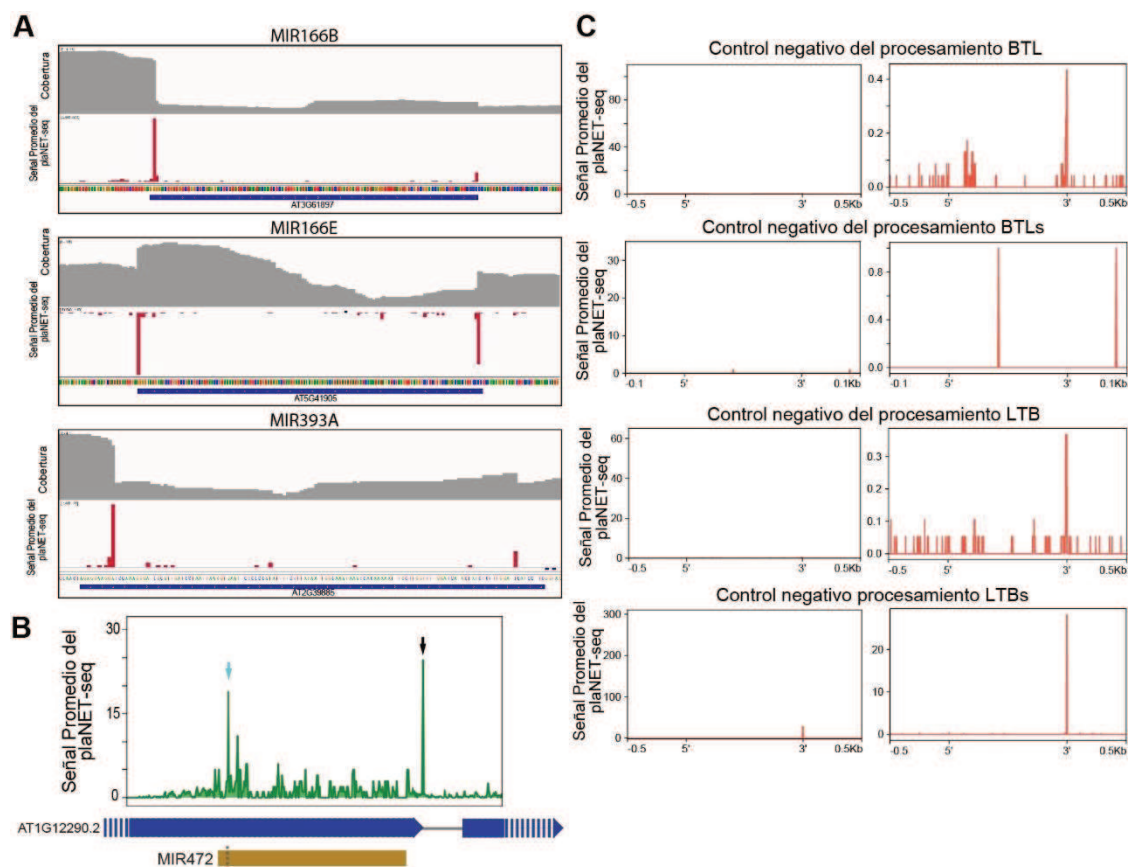 A
MIR166B
Cobertura
Señal Promedio del
plaNET-seq
AT3G61897
MIR166E
Cobertura
Señal Promedio del
plaNET-seq
AT5G41905
MIR393A
Cobertura
Señal Promedio del
plaNET-seq
AT2G39885
B
Señal Promedio del
plaNET-seq
30
15
0
AT1G12290.2
MIR472
C
Control negativo del procesamiento BTL
Señal Promedio del
plaNET-seq
80
40
0
-0.5 5' 3' 0.5Kb
0.4
0.2
0.0
-0.5 5' 3' 0.5Kb
Control negativo del procesamiento BTLs
Señal Promedio del
plaNET-seq
30
20
10
0
-0.1 5' 3' 0.1Kb
0.8
0.4
0.0
-0.1 5' 3' 0.1Kb
Control negativo del procesamiento LTB
Señal Promedio del
plaNET-seq
60
40
20
0
-0.5 5' 3' 0.5Kb
0.3
0.2
0.1
0.0
-0.5 5' 3' 0.5Kb
Control negativo procesamiento LTBs
Señal Promedio del
plaNET-seq
300
200
100
0
-0.5 5' 3' 0.5Kb
20
10
0
-0.5 5' 3' 0.5Kb